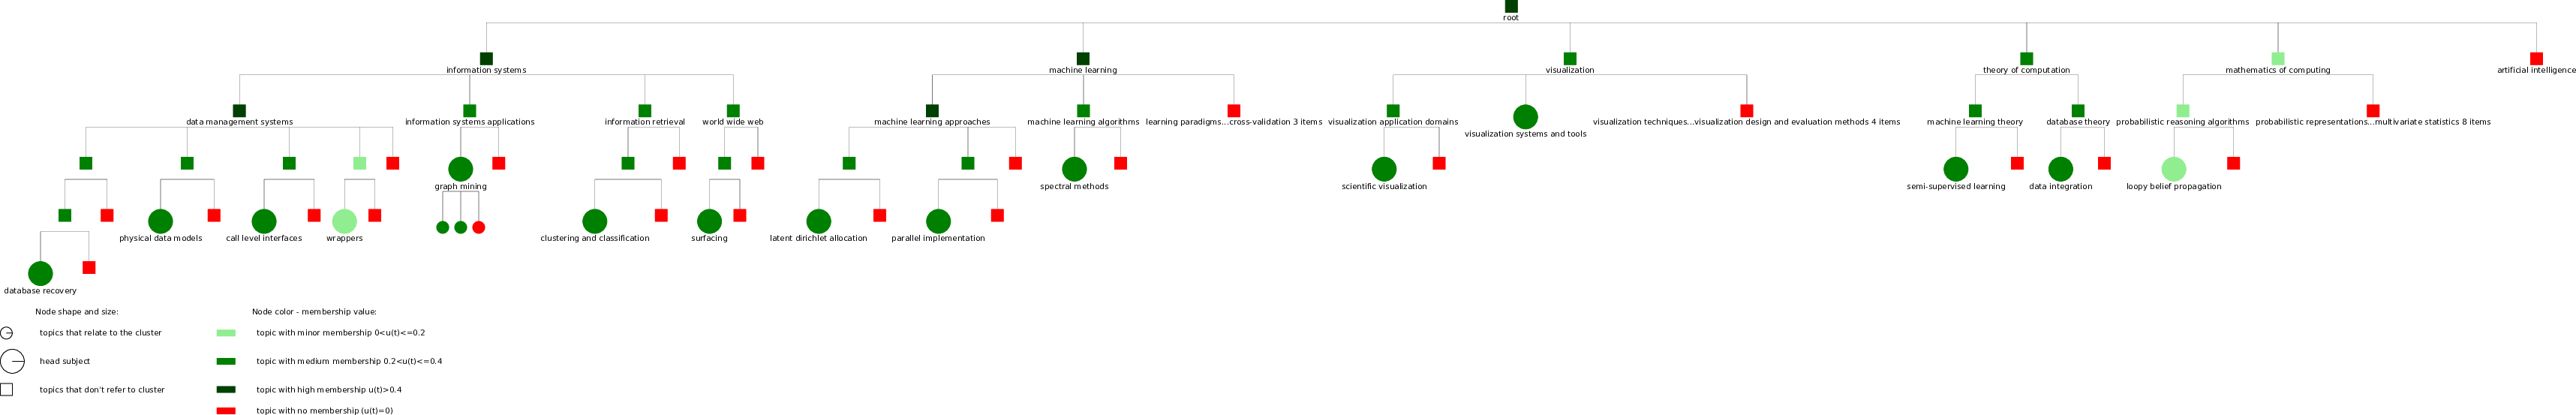 root
information systems
machine learning
visualization
theory of computation
mathematics of computing
artificial intelligence
data management systems
information systems applications
information retrieval
world wide web
machine learning approaches
machine learning algorithms
learning paradigms...cross-validation 3 items
visualization application domains
visualization systems and tools
visualization techniques...visualization design and evaluation methods 4 items
machine learning theory
database theory
probabilistic reasoning algorithms
probabilistic representations...multivariate statistics 8 items
graph mining
spectral methods
scientific visualization
semi-supervised learning
data integration
loopy belief propagation
physical data models
call level interfaces
wrappers
clustering and classification
surfacing
latent dirichlet allocation
parallel implementation
database recovery
Node shape and size:
topics that relate to the cluster
head subject
topics that don't refer to cluster
Node color - membership value:
topic with minor membership 0<u(t)<=0.2
topic with medium membership 0.2<u(t)<=0.4
topic with high membership u(t)>0.4
topic with no membership (u(t)=0)